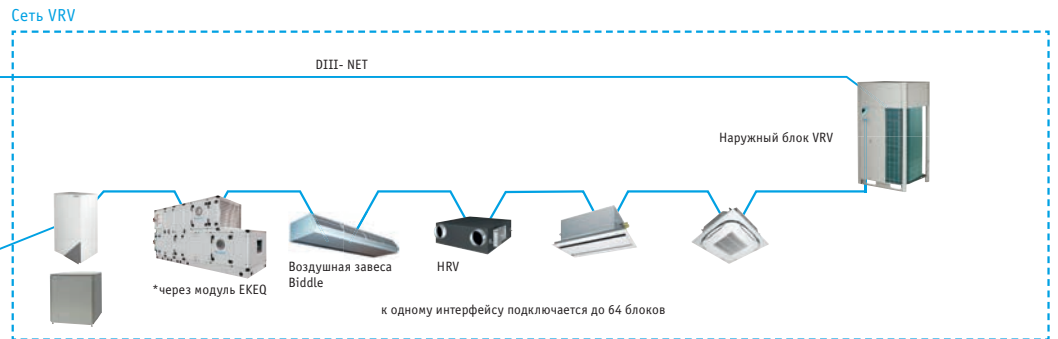 Сеть VRV
DIII- NET
Наружный блок VRV
Воздушная завеса
Biddle
HRV
*через модуль EKEQ
к одному интерфейсу подключается до 64 блоков